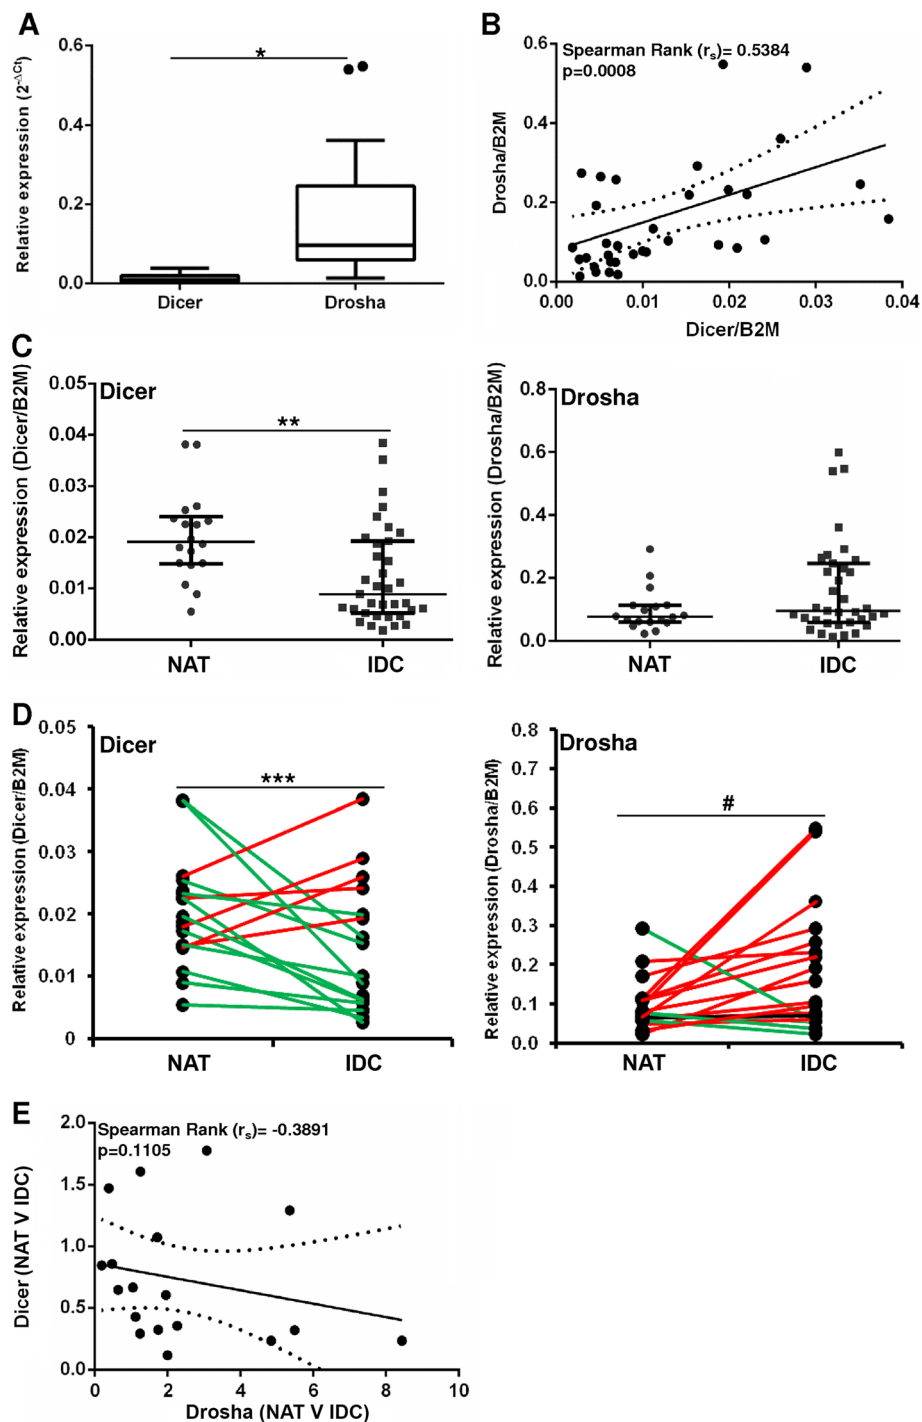 A
Relative expression (2-ΔCt)
0.6
0.4
0.2
0.0
*
Dicer
Drosha
B
Spearman Rank (rs)= 0.5384
p=0.0008
Drosha/B2M
0.6
0.4
0.2
0.0
0.00
0.01
0.02
0.03
0.04
Dicer/B2M
C
Relative expression (Dicer/B2M)
Dicer
0.05
0.04
0.03
0.02
0.01
0.00
**
NAT
IDC
Relative expression (Drosha/B2M)
Drosha
0.8
0.6
0.4
0.2
0.0
NAT
IDC
D
Relative expression (Dicer/B2M)
Dicer
0.05
0.04
0.03
0.02
0.01
0
***
NAT
IDC
Relative expression (Drosha/B2M)
Drosha
0.8
0.7
0.6
0.5
0.4
0.3
0.2
0.1
0.0
#
NAT
IDC
E
Spearman Rank (rs)= -0.3891
p=0.1105
Dicer (NAT V IDC)
2.0
1.5
1.0
0.5
0.0
0
2
4
6
8
10
Drosha (NAT V IDC)